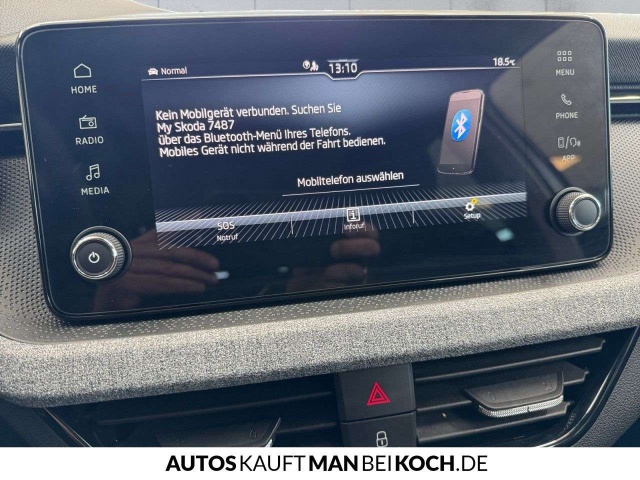 HOME
RADIO
MEDIA
Normal
13:10
18.5°C
Kein Mobilgerät verbunden. Suchen Sie
My Skoda 7487
über das Bluetooth-Menü Ihres Telefons.
Mobiles Gerät nicht während der Fahrt bedienen.
Mobiltelefon auswählen
SOS
Notruf
Inforuf
Setup
MENU
PHONE
APP
AUTOSKAUFTMANBEIKOCH.DE